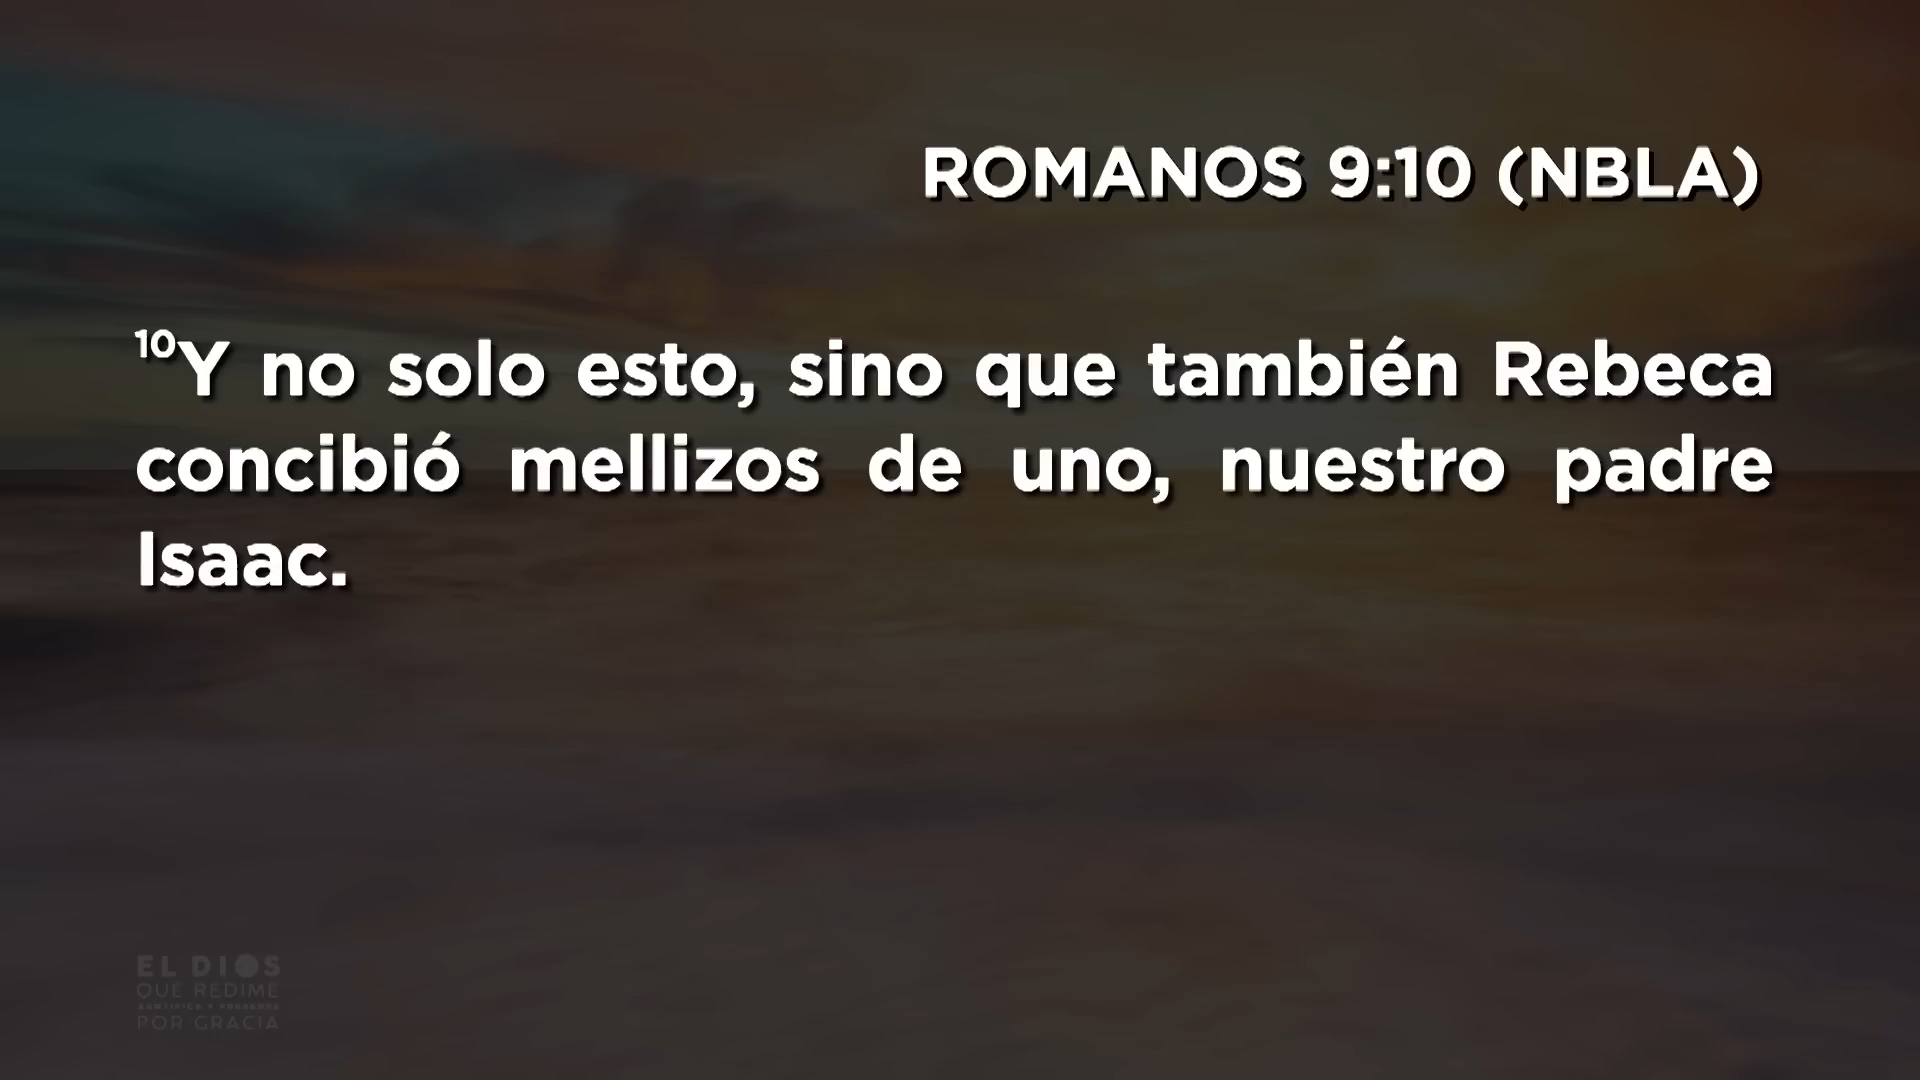 ROMANOS 9:10 (NBLA)
¹⁰Y no solo esto, sino que también Rebeca
concibió mellizos de uno, nuestro padre
Isaac.
EL DIOS
QUE REDIME
POR GRACIA